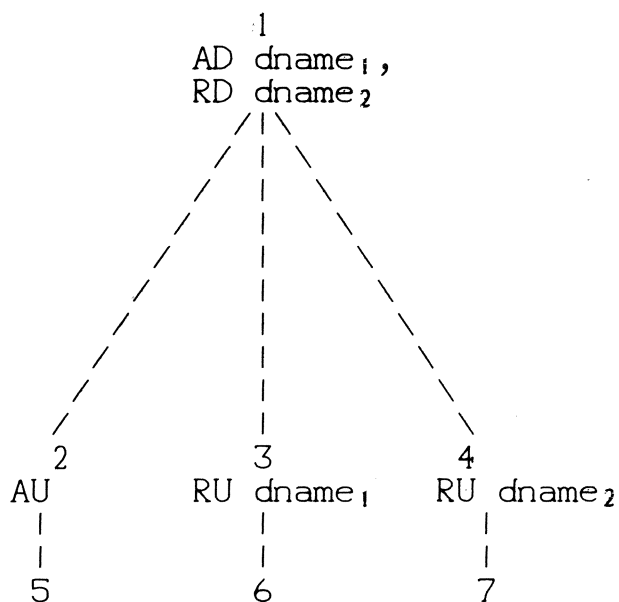 1
AD dname₁,
RD dname₂
2 3 4
AU RU dname₁ RU dname₂
5 6 7